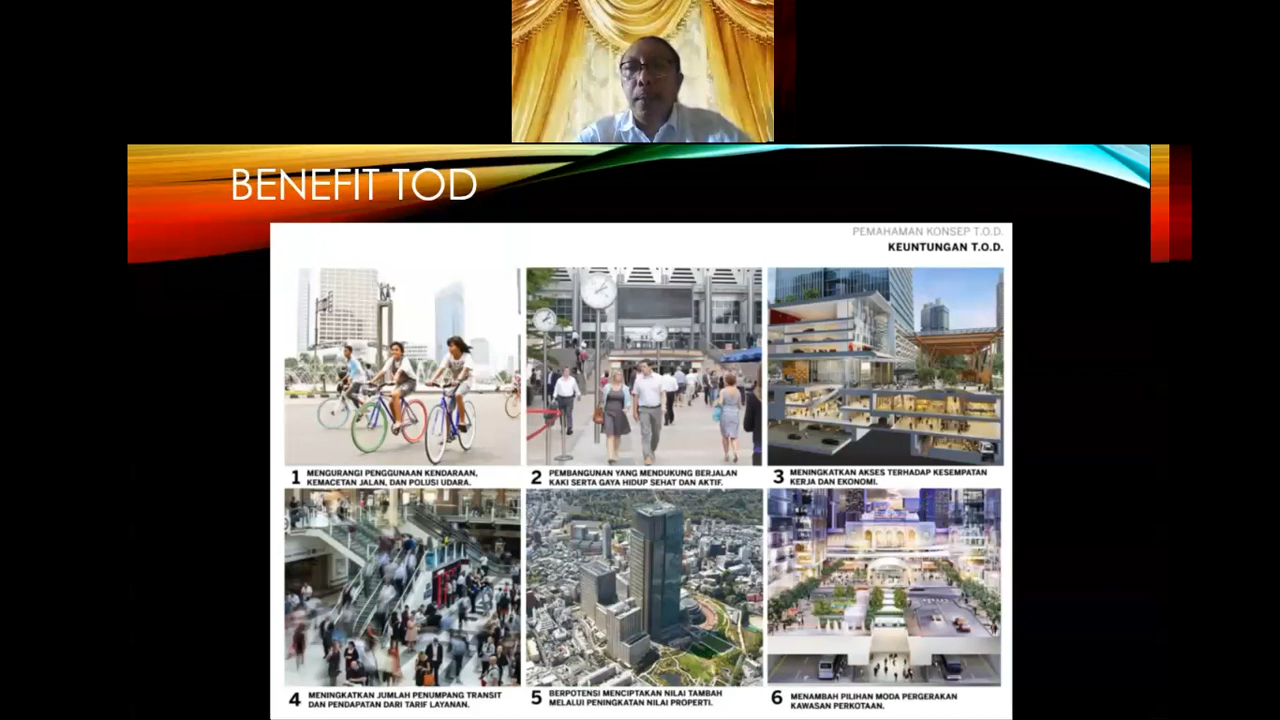 BENEFIT TOD
PEMAHAMAN KONSEP T.O.D.
KEUNTUNGAN T.O.D.
1 MENGURANGI PENGGUNAAN KENDARAAN,
KEMACETAN JALAN, DAN POLUSI UDARA.
2 PEMBANGUNAN YANG MENDUKUNG BERJALAN
KAKI SERTA GAYA HIDUP SEHAT DAN AKTIF.
3 MENINGKATKAN AKSES TERHADAP KESEMPATAN
KERJA DAN EKONOMI.
4 MENINGKATKAN JUMLAH PENUMPANG TRANSIT
DAN PENDAPATAN DARI TARIF LAYANAN.
5 BERPOTENSI MENCIPTAKAN NILAI TAMBAH
MELALUI PENINGKATAN NILAI PROPERTI.
6 MENAMBAH PILIHAN MODA PERGERAKAN
KAWASAN PERKOTAAN.